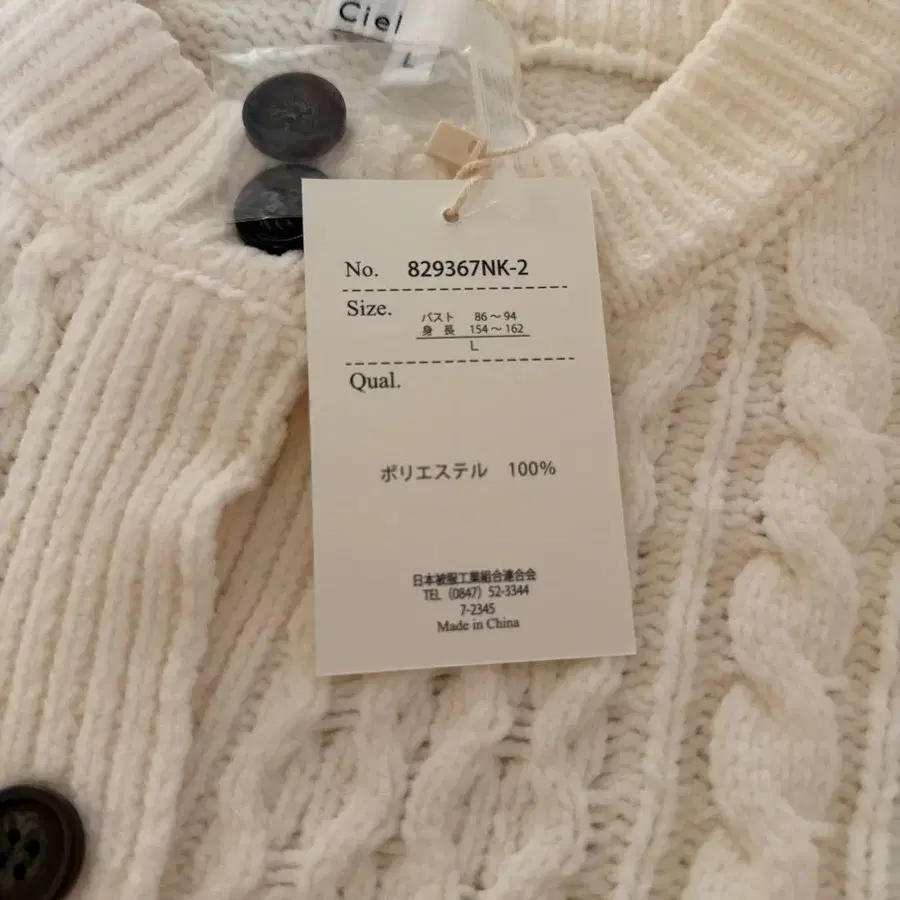 Ciel
L
No. 829367NK-2
Size.
バスト 86～94
身長 154～162
L
Qual.
ポリエステル 100%
日本被服工業組合連合会
TEL (0847) 52-3344
7-2345
Made in China